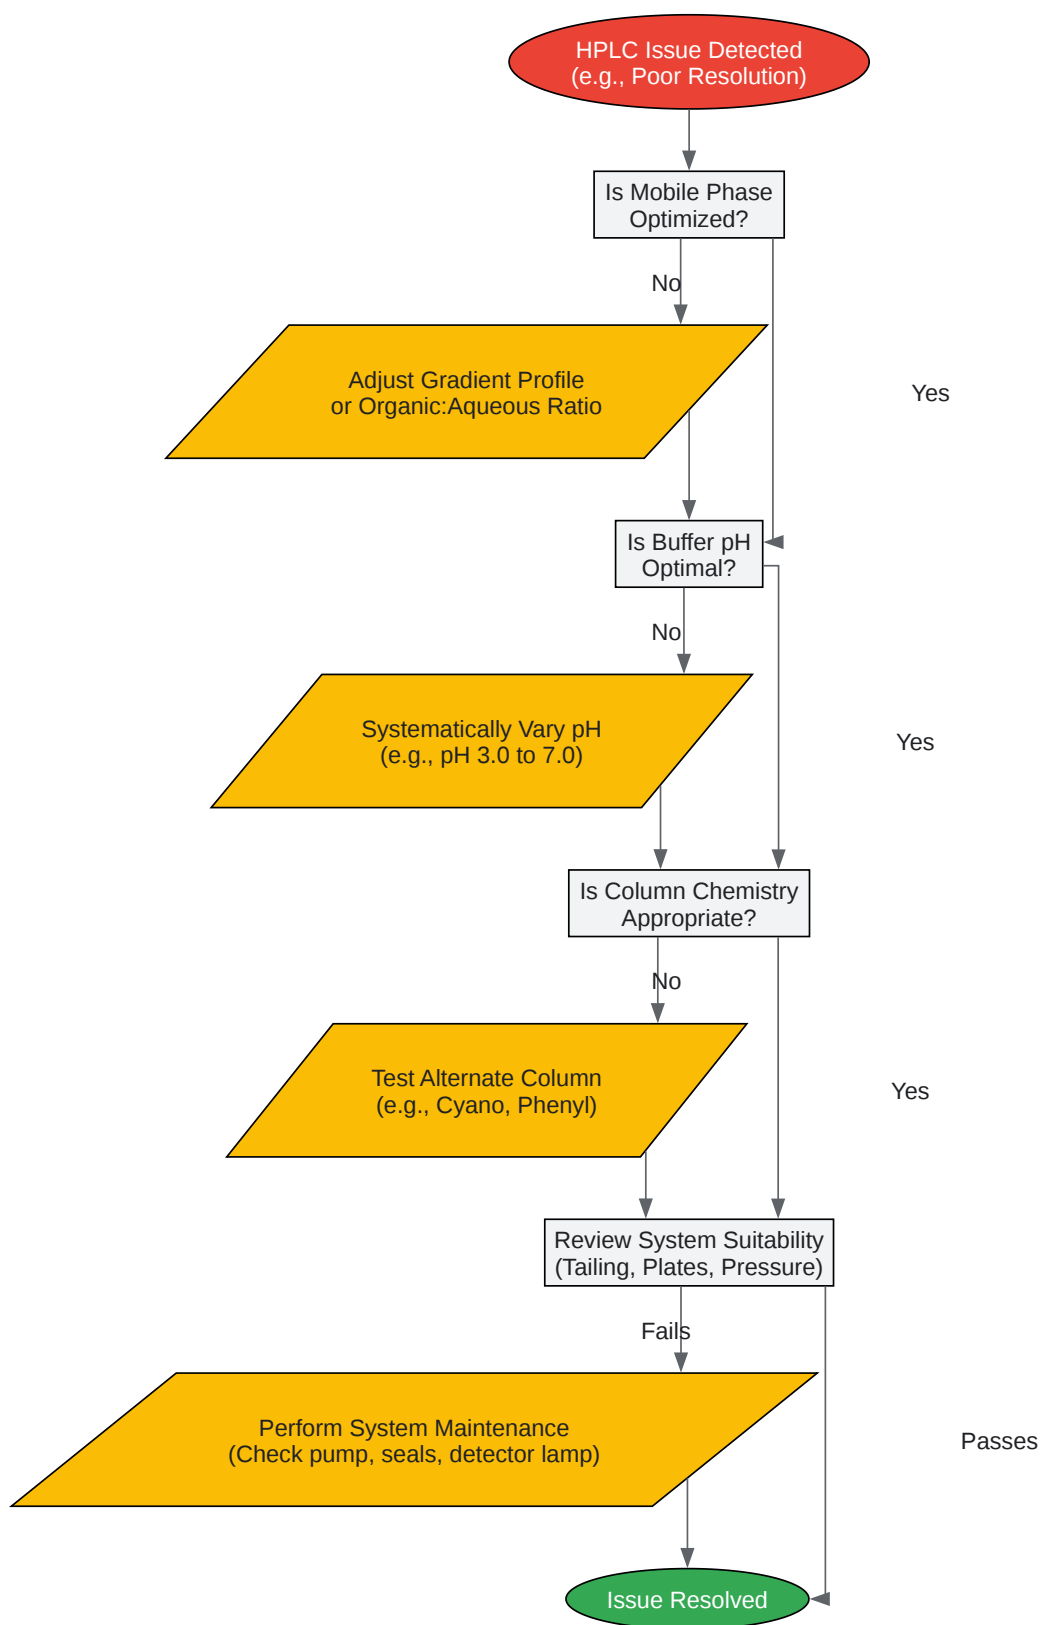 HPLC Issue Detected
(e.g., Poor Resolution)
Is Mobile Phase
Optimized?
No
Adjust Gradient Profile
or Organic:Aqueous Ratio
Yes
Is Buffer pH
Optimal?
No
Systematically Vary pH
(e.g., pH 3.0 to 7.0)
Yes
Is Column Chemistry
Appropriate?
No
Test Alternate Column
(e.g., Cyano, Phenyl)
Yes
Review System Suitability
(Tailing, Plates, Pressure)
Fails
Perform System Maintenance
(Check pump, seals, detector lamp)
Passes
Issue Resolved